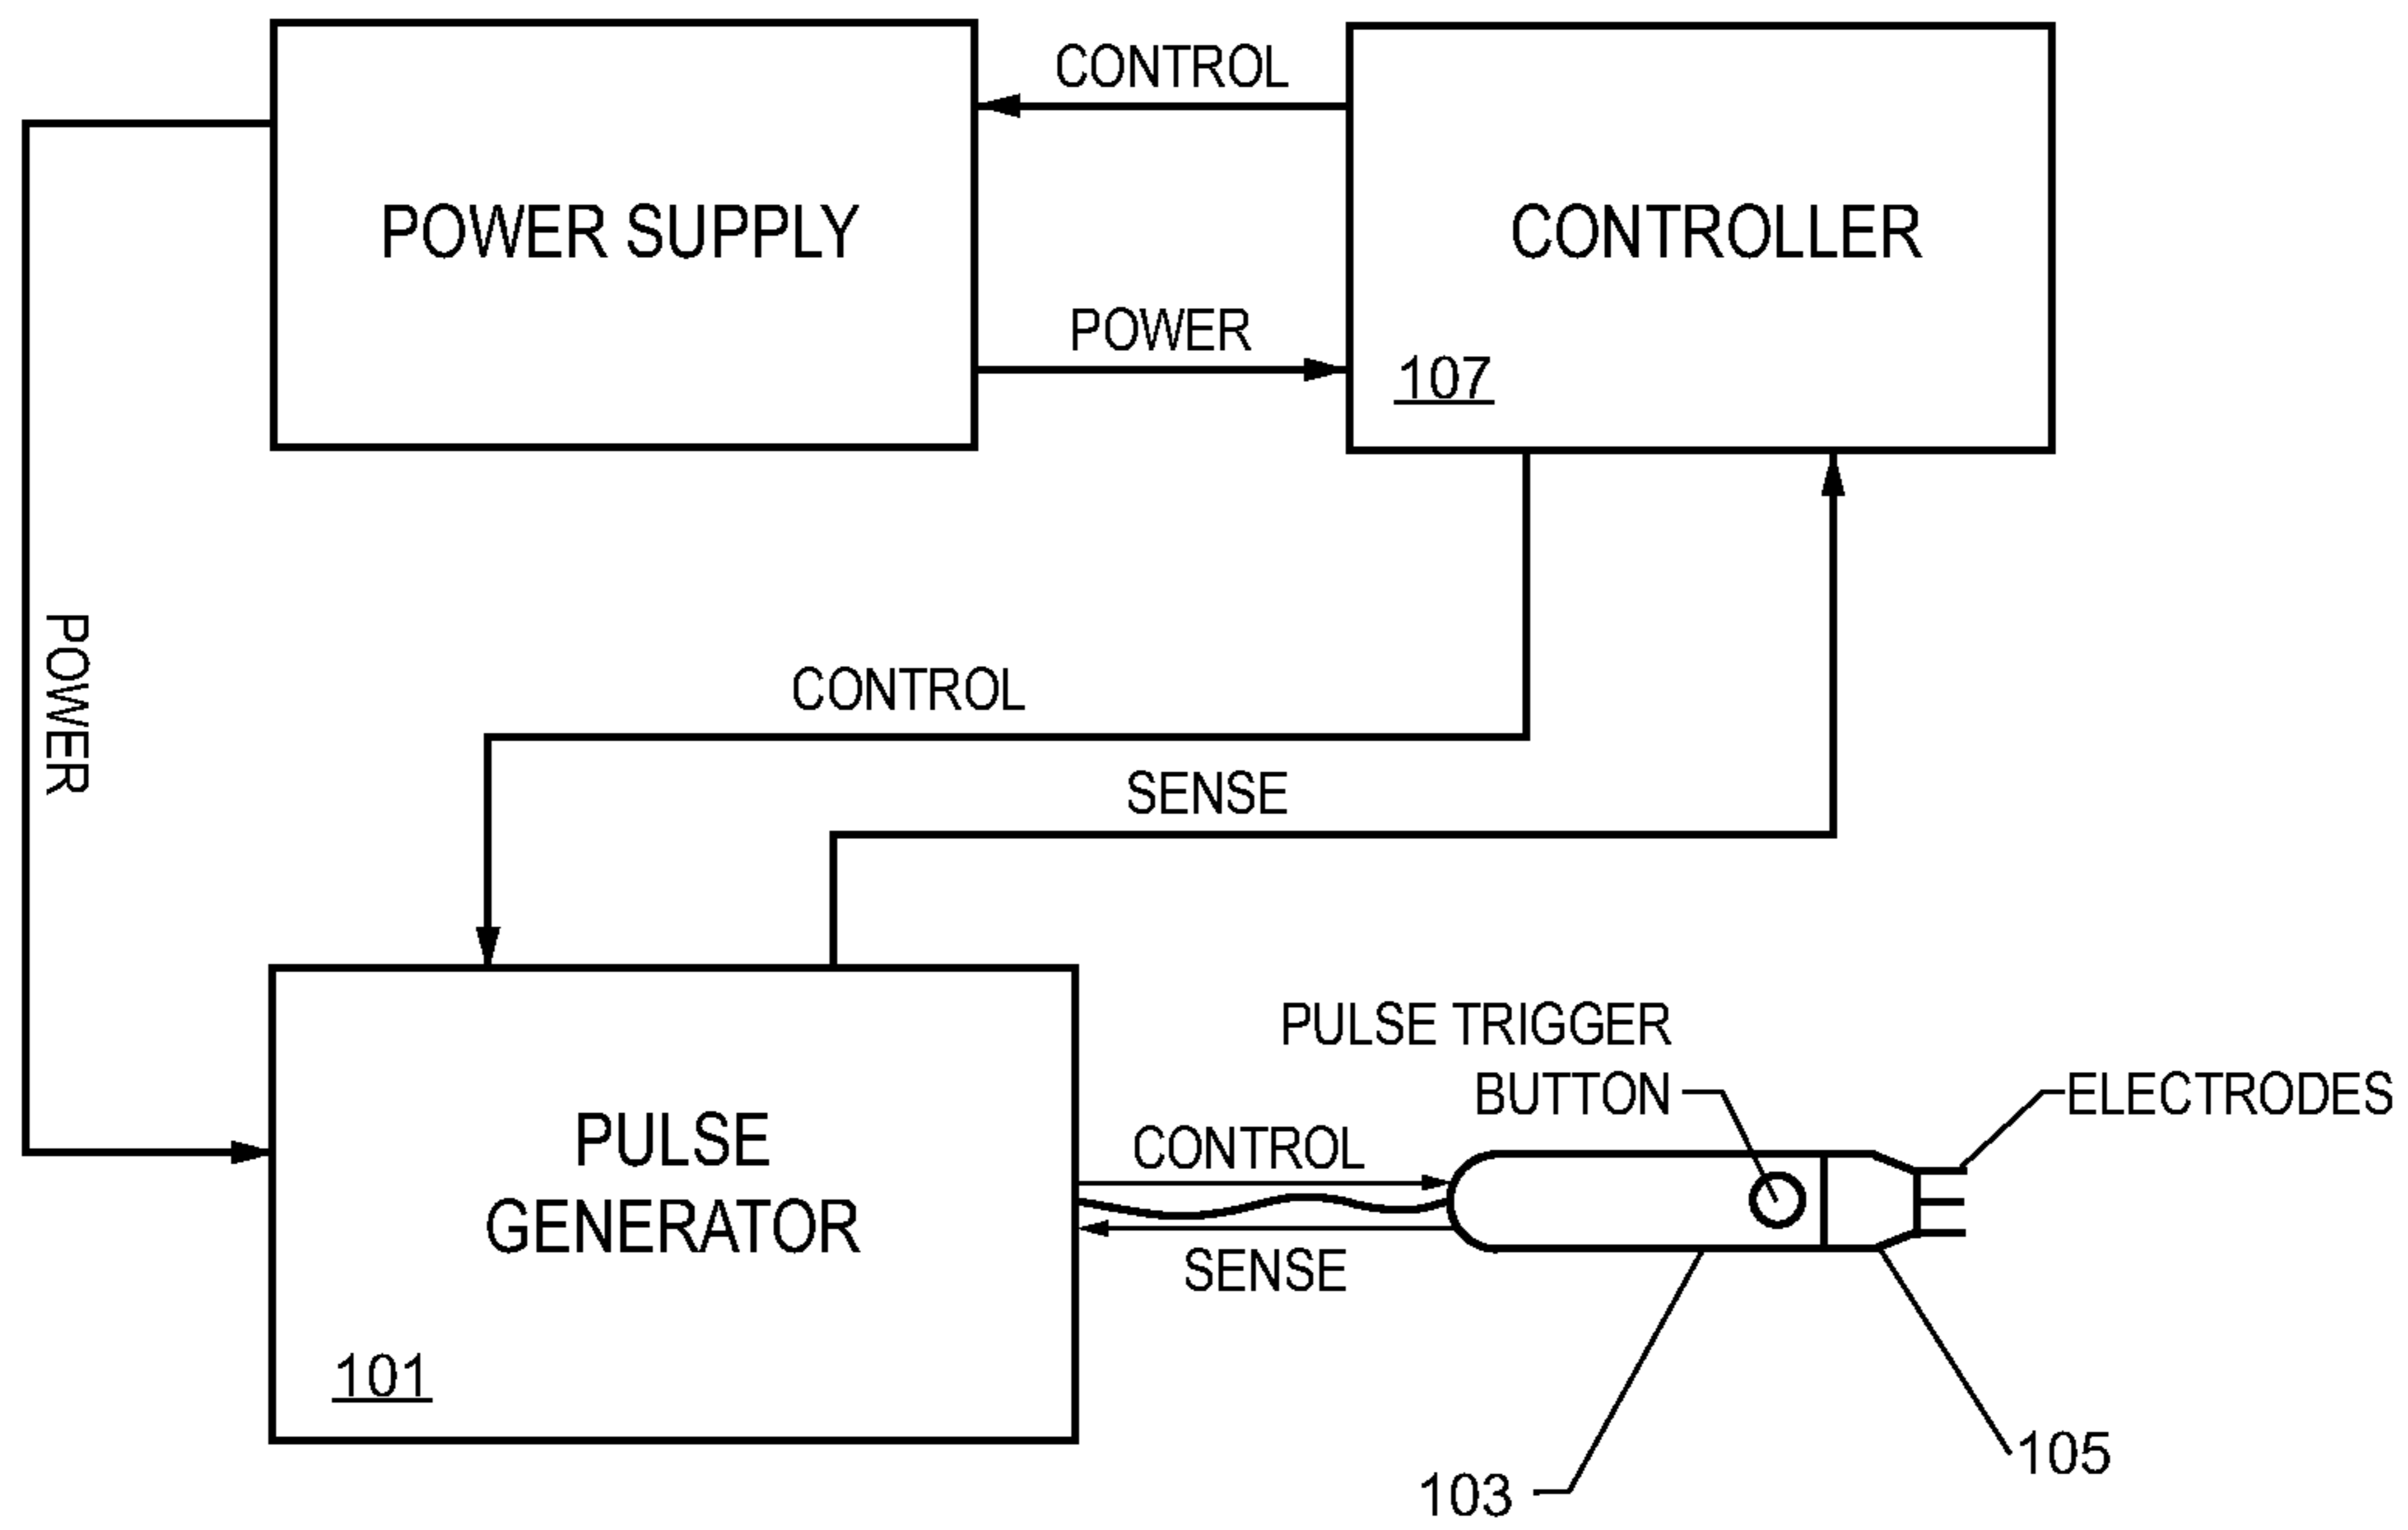 CONTROL
POWER SUPPLY
CONTROLLER
POWER
107
POWER
CONTROL
SENSE
PULSE TRIGGER
BUTTON
ELECTRODES
PULSE
GENERATOR
CONTROL
SENSE
101
103
105